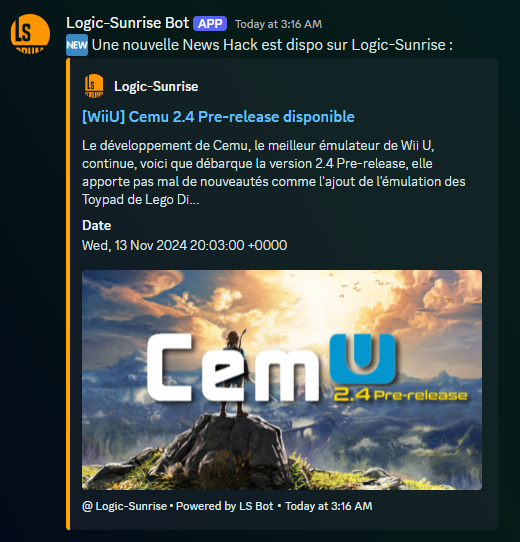 LS
FORUM
Logic-Sunrise Bot APP Today at 3:16 AM
NEW Une nouvelle News Hack est dispo sur Logic-Sunrise :
LS
Logic-Sunrise
[WiiU] Cemu 2.4 Pre-release disponible
Le développement de Cemu, le meilleur émulateur de Wii U,
continue, voici que débarque la version 2.4 Pre-release, elle
apporte pas mal de nouveautés comme l'ajout de l'émulation des
Toypad de Lego Di...
Date
Wed, 13 Nov 2024 20:03:00 +0000
Cemu
2.4 Pre-release
@ Logic-Sunrise • Powered by LS Bot • Today at 3:16 AM